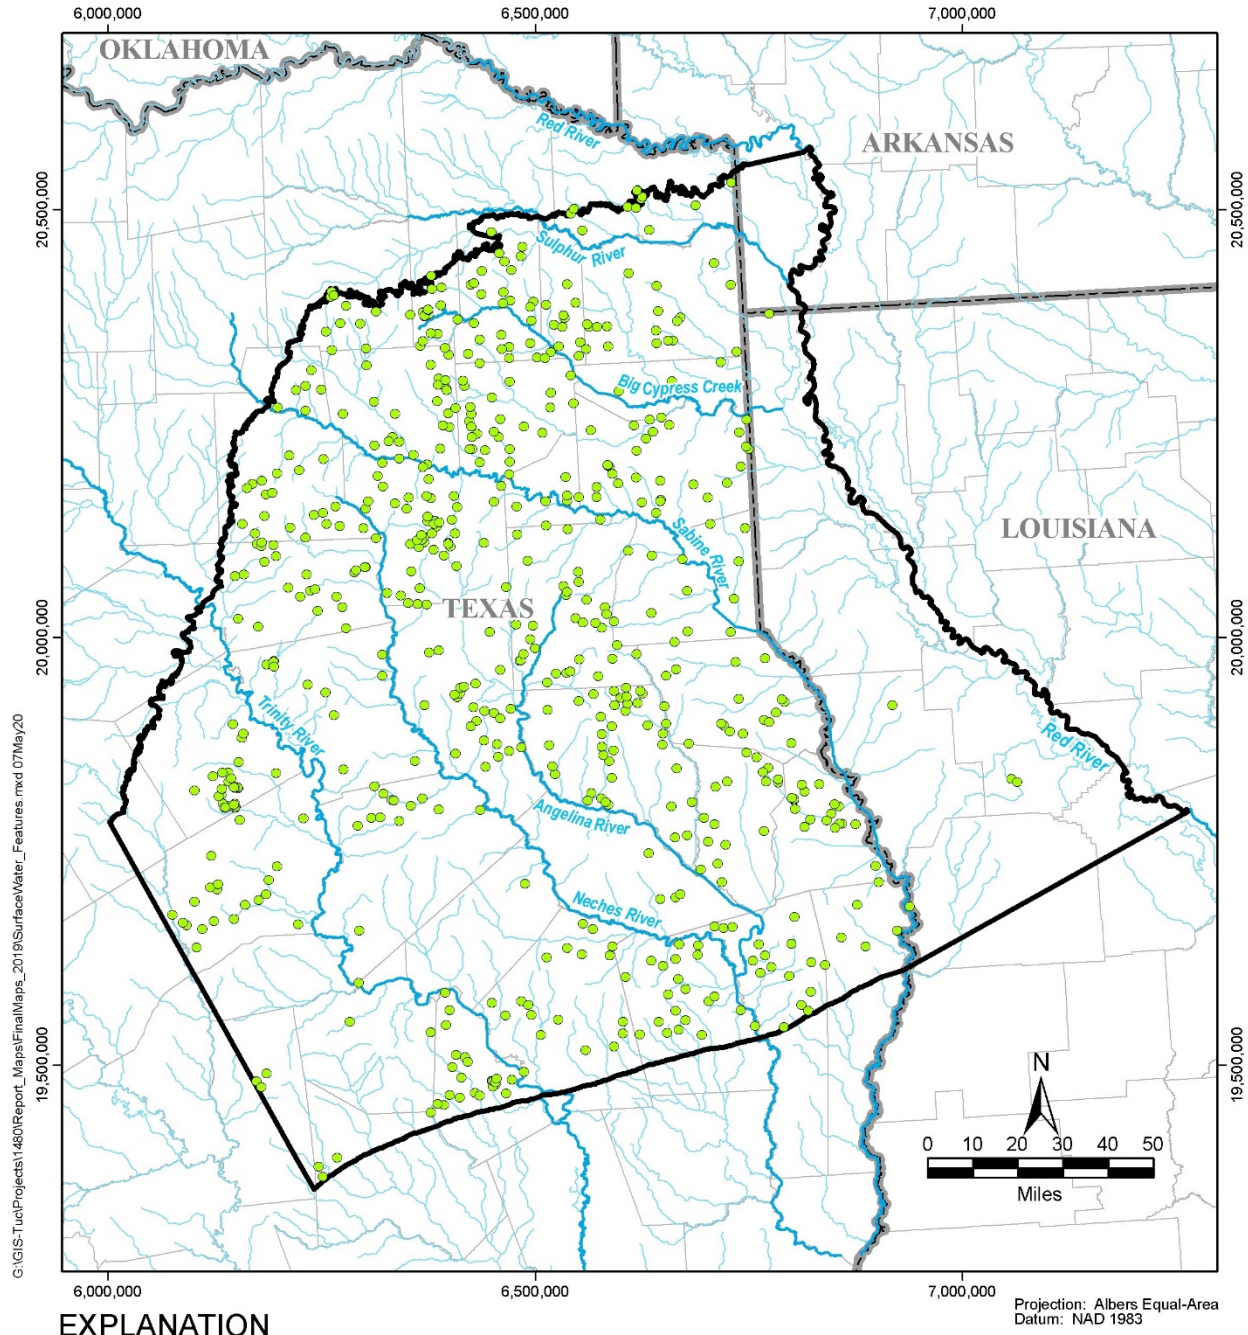 6,000,000 6,500,000 7,000,000
OKLAHOMA
Red River
ARKANSAS
20,500,000 20,500,000
Sulphur River
Big Cypress Creek
LOUISIANA
Sabine River
TEXAS
20,000,000 20,000,000
Trinity River
Red River
Angelina River
Neches River
19,500,000 19,500,000
N
0 10 20 30 40 50
Miles
G:\GIS-Tuc\Projects\1480\Report_Maps\FinalMaps_2019\SurfaceWater_Features.mxd 07May20
6,000,000 6,500,000 7,000,000
Projection: Albers Equal-Area
Datum: NAD 1983
EXPLANATION